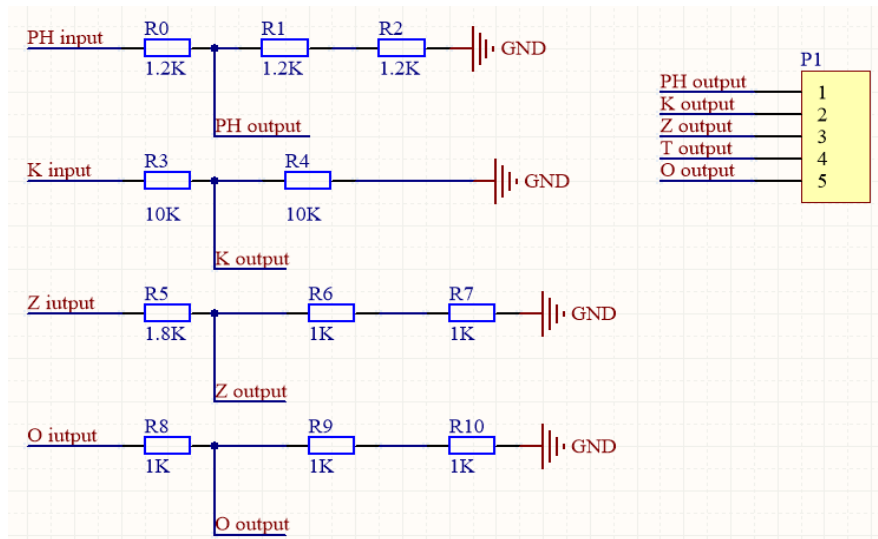 PH input R0 R1 R2 GND
1.2K 1.2K 1.2K
PH output
K input R3 R4 GND
10K 10K
K output
Z iutput R5 R6 R7 GND
1.8K 1K 1K
Z output
O iutput R8 R9 R10 GND
1K 1K 1K
O output
P1
PH output 1
K output 2
Z output 3
T output 4
O output 5